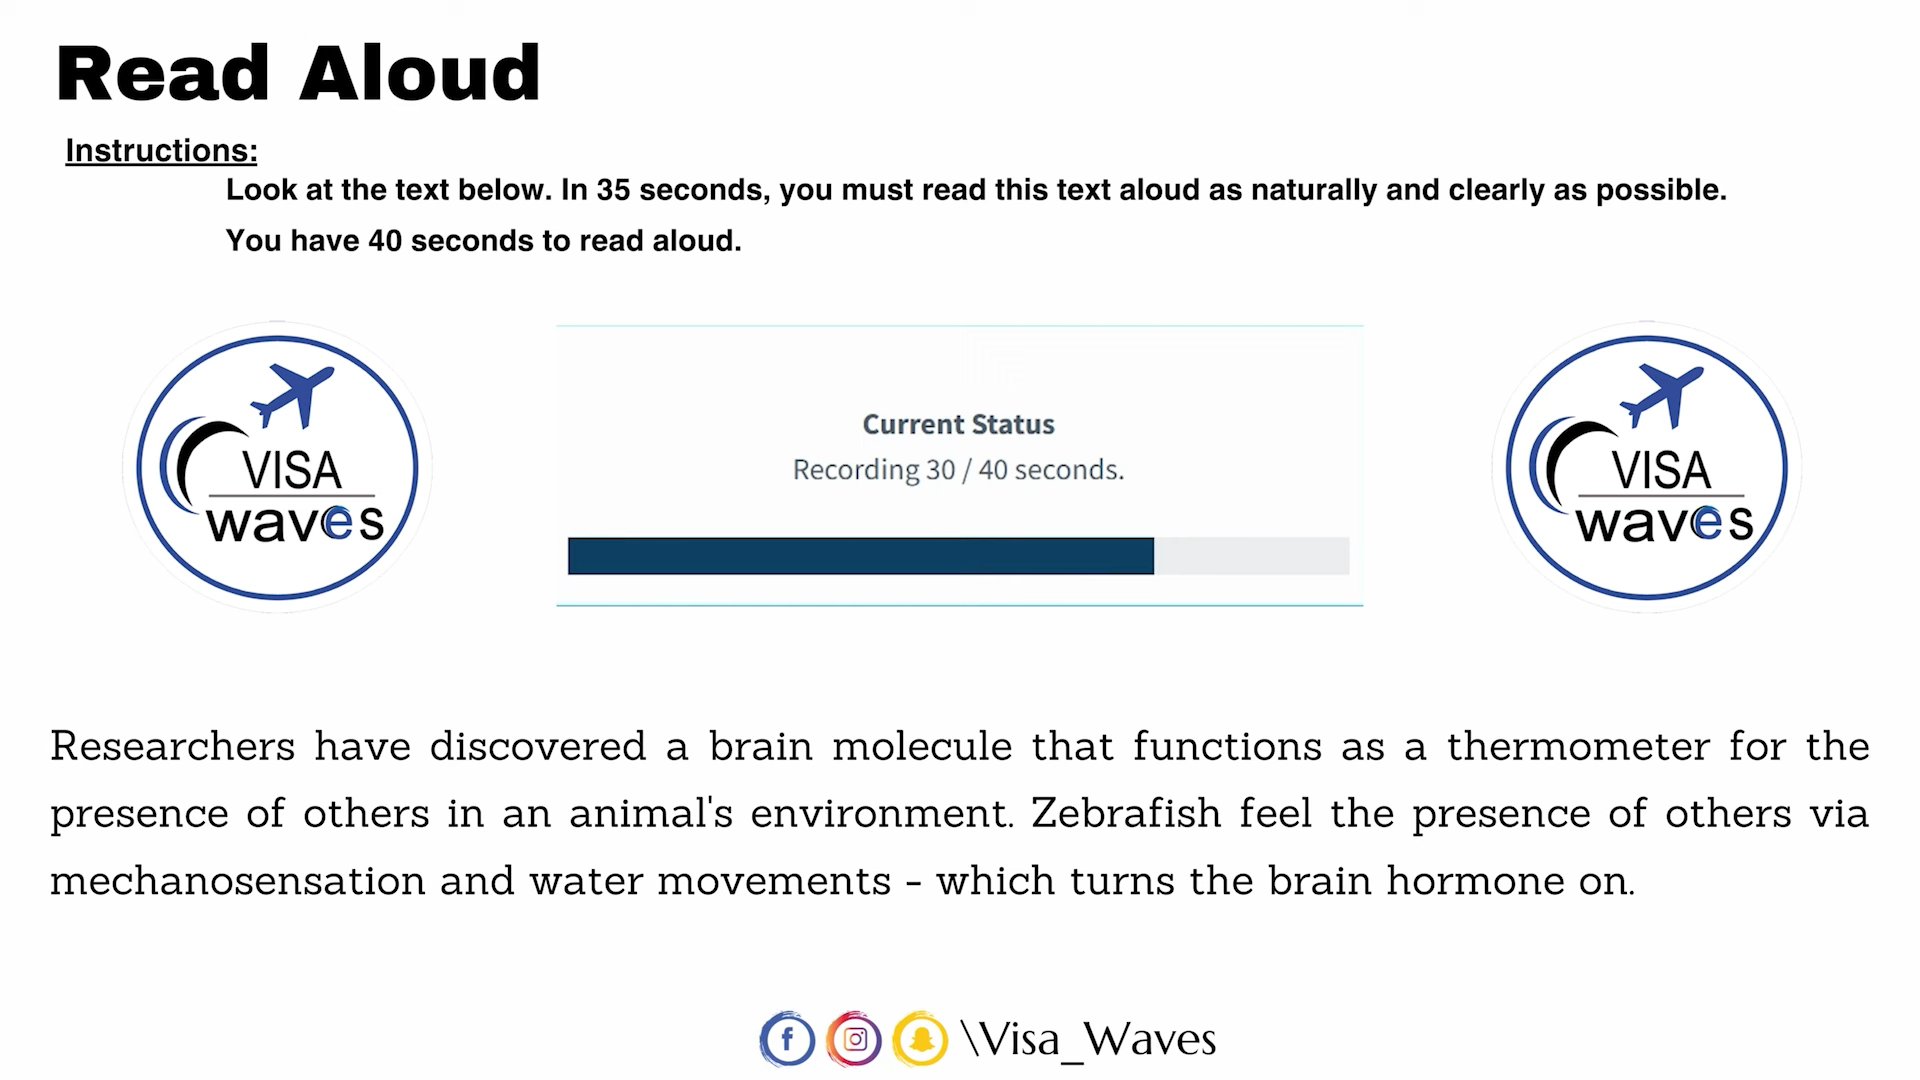 Read Aloud
Instructions:
Look at the text below. In 35 seconds, you must read this text aloud as naturally and clearly as possible.
You have 40 seconds to read aloud.
VISA
waves
Current Status
Recording 30 / 40 seconds.
VISA
waves
Researchers have discovered a brain molecule that functions as a thermometer for the
presence of others in an animal's environment. Zebrafish feel the presence of others via
mechanosensation and water movements - which turns the brain hormone on.
\Visa_Waves